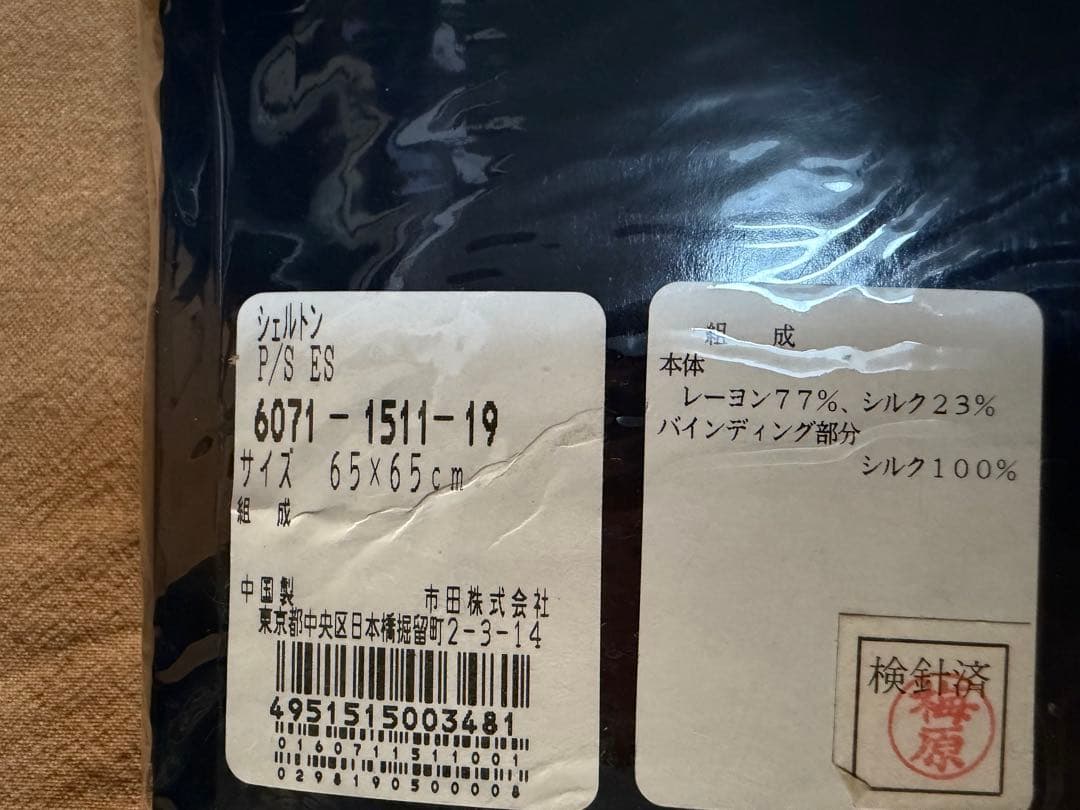 シェルトン
P/S ES
6071-1511-19
サイズ 65×65cm
組 成
中国製 市田株式会社
東京都中央区日本橋掘留町2-3-14
4951515003481
0160711511001
0298190500008
組 成
本体
レーヨン77%、シルク23%
バインディング部分
シルク100%
検針済
梅原